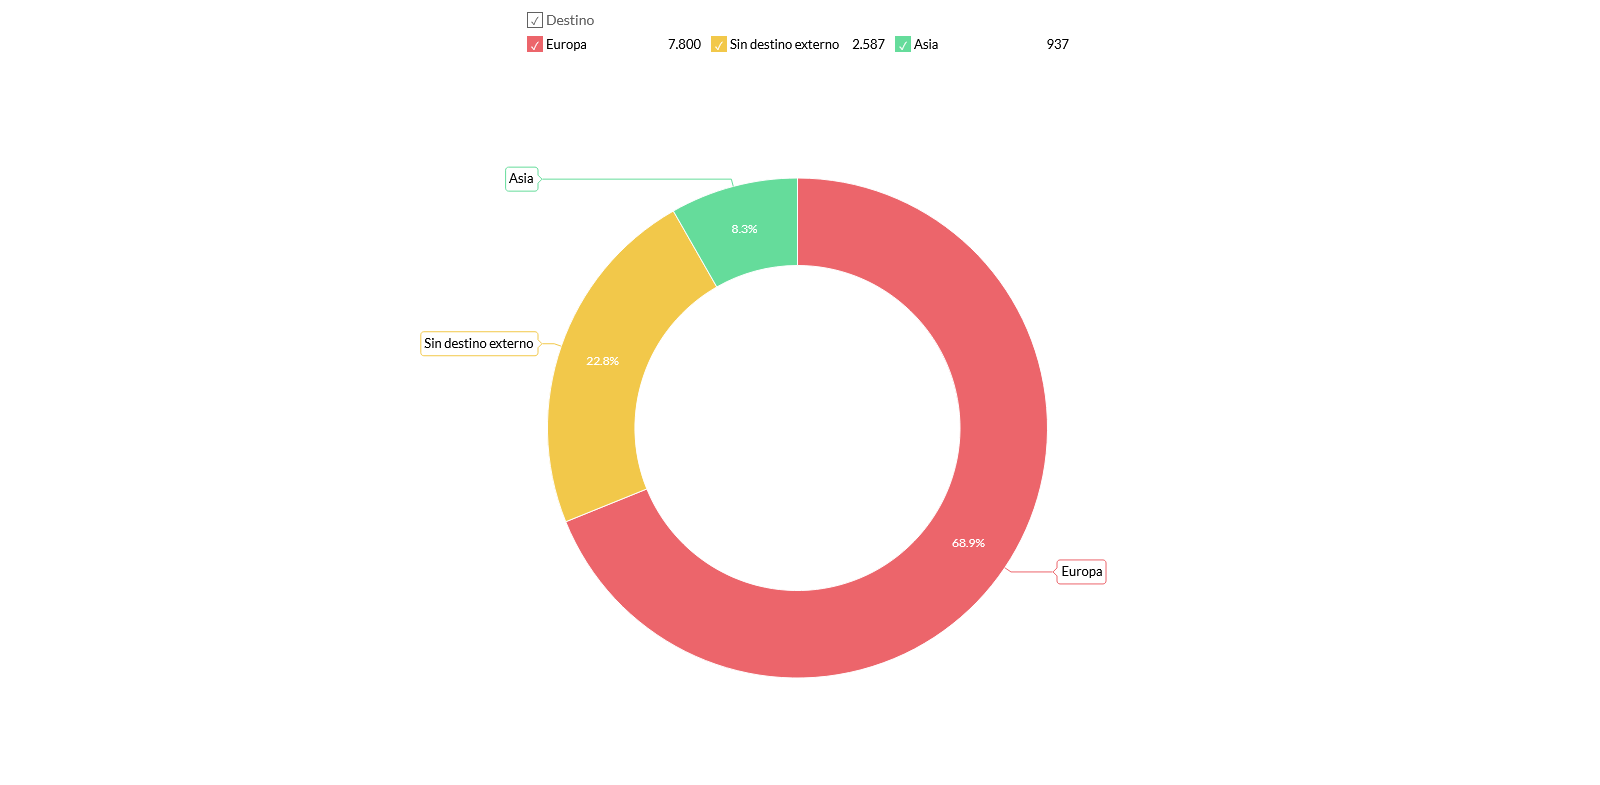 Destino
Europa 7.800 Sin destino externo 2.587 Asia 937
Asia
8.3%
Sin destino externo
22.8%
68.9%
Europa